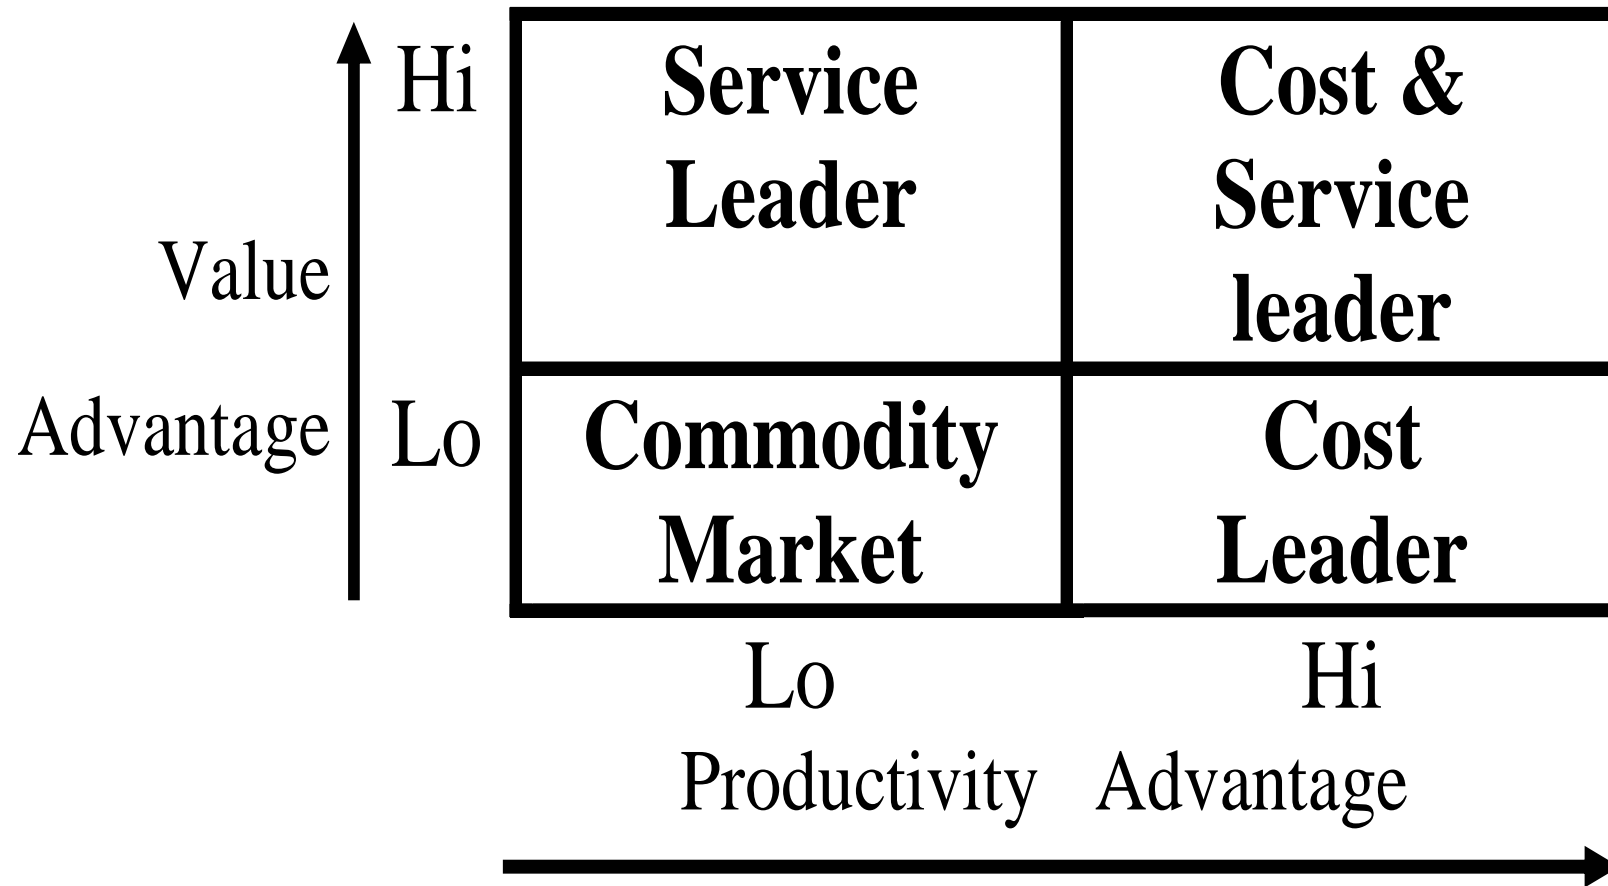 Hi
Service
Leader
Cost &
Service
leader
Value
Advantage
Lo
Commodity
Market
Cost
Leader
Lo
Hi
Productivity Advantage